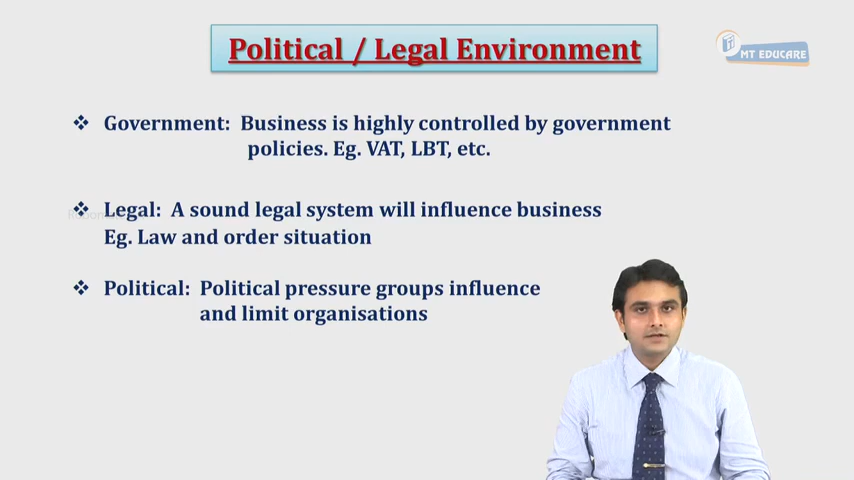 Political / Legal Environment
MT EDUCARE
Government: Business is highly controlled by government
policies. Eg. VAT, LBT, etc.
Legal: A sound legal system will influence business
Eg. Law and order situation
Political: Political pressure groups influence
and limit organisations